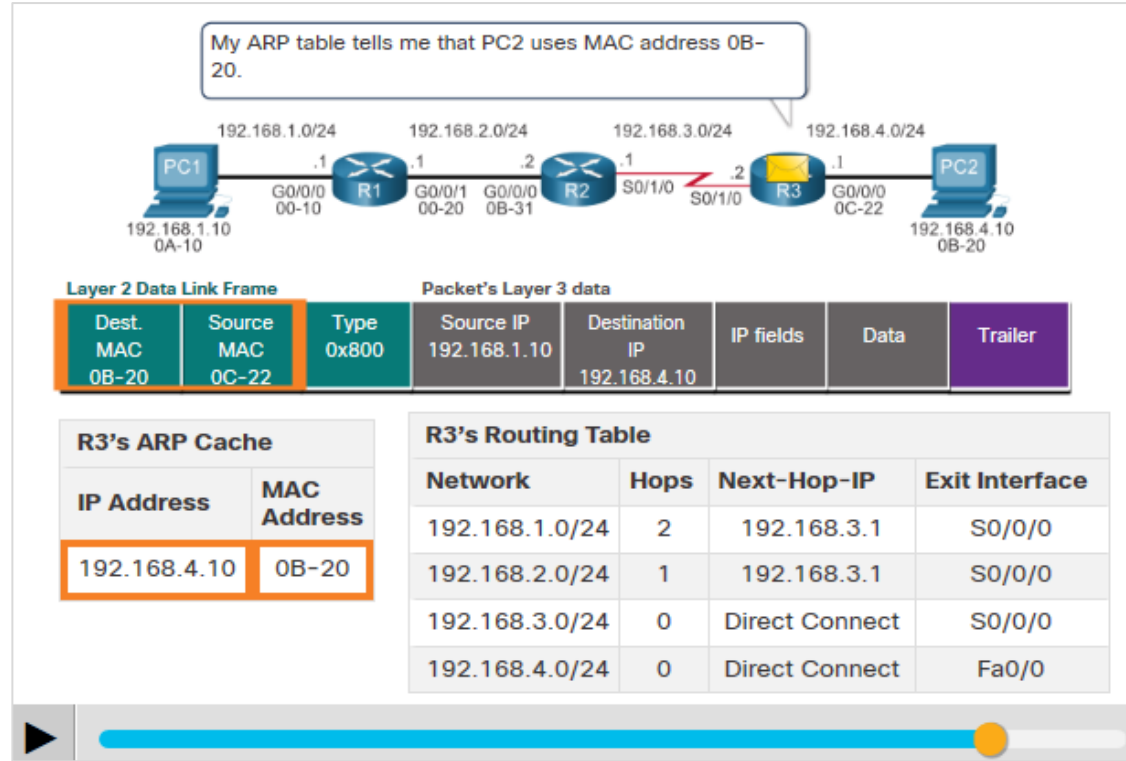 My ARP table tells me that PC2 uses MAC address 0B-
20.
192.168.1.0/24 192.168.2.0/24 192.168.3.0/24 192.168.4.0/24
PC1 .1 R1 .1 .2 R2 .1 .2 R3 .1 PC2
G0/0/0 G0/0/1 G0/0/0 S0/1/0 S0/1/0 G0/0/0
00-10 00-20 0B-31 0C-22
192.168.1.10 192.168.4.10
0A-10 0B-20
Layer 2 Data Link Frame Packet's Layer 3 data
Dest. Source Type Source IP Destination IP fields Data Trailer
MAC MAC 0x800 192.168.1.10 IP
0B-20 0C-22 192.168.4.10
R3's ARP Cache
IP Address MAC
Address
192.168.4.10 0B-20
R3's Routing Table
Network Hops Next-Hop-IP Exit Interface
192.168.1.0/24 2 192.168.3.1 S0/0/0
192.168.2.0/24 1 192.168.3.1 S0/0/0
192.168.3.0/24 0 Direct Connect S0/0/0
192.168.4.0/24 0 Direct Connect Fa0/0